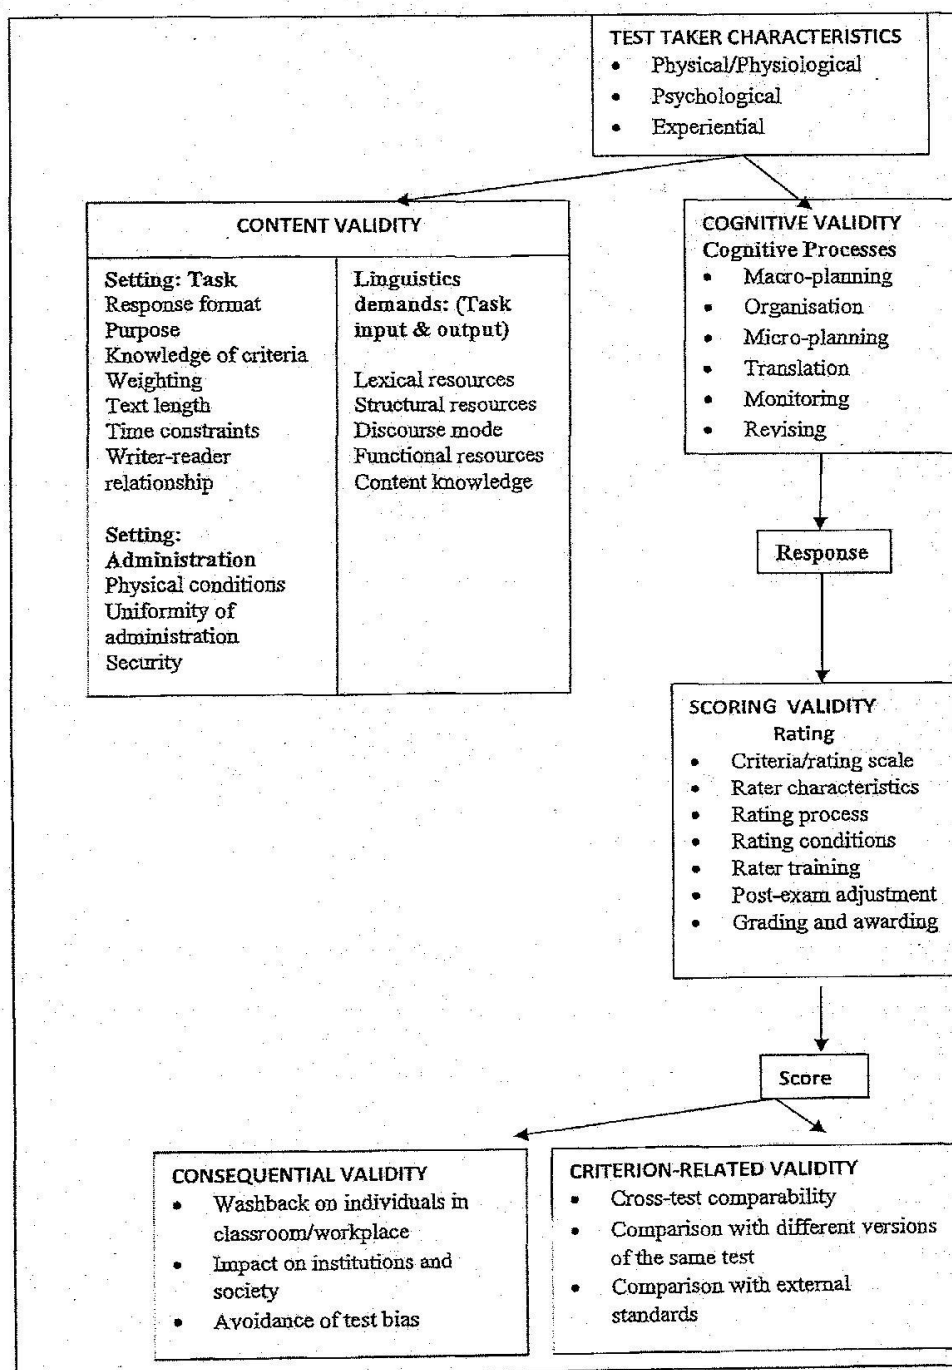 TEST TAKER CHARACTERISTICS
• Physical/Physiological
• Psychological
• Experiential
CONTENT VALIDITY
Setting: Task
Response format
Purpose
Knowledge of criteria
Weighting
Text length
Time constraints
Writer-reader
relationship
Setting:
Administration
Physical conditions
Uniformity of
administration
Security
Linguistics
demands: (Task
input & output)
Lexical resources
Structural resources
Discourse mode
Functional resources
Content knowledge
COGNITIVE VALIDITY
Cognitive Processes
• Macro-planning
• Organisation
• Micro-planning
• Translation
• Monitoring
• Revising
Response
SCORING VALIDITY
Rating
• Criteria/rating scale
• Rater characteristics
• Rating process
• Rating conditions
• Rater training
• Post-exam adjustment
• Grading and awarding
Score
CONSEQUENTIAL VALIDITY
• Washback on individuals in
classroom/workplace
• Impact on institutions and
society
• Avoidance of test bias
CRITERION-RELATED VALIDITY
• Cross-test comparability
• Comparison with different versions
of the same test
• Comparison with external
standards